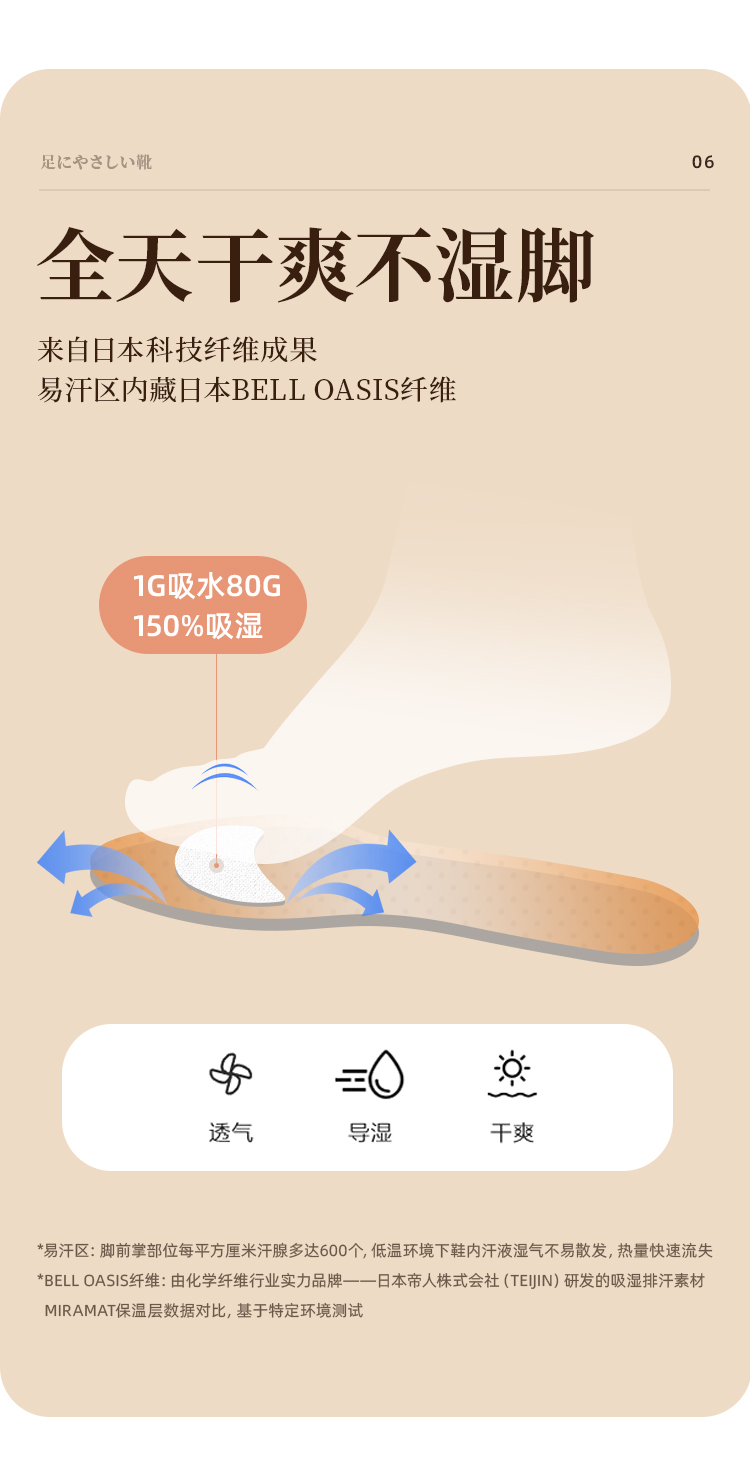 足にやさしい靴
06
全天干爽不湿脚
来自日本科技纤维成果
易汗区内藏日本BELL OASIS纤维
1G吸水80G
150%吸湿
透气
导湿
干爽
*易汗区: 脚前掌部位每平方厘米汗腺多达600个, 低温环境下鞋内汗液湿气不易散发, 热量快速流失
*BELL OASIS纤维: 由化学纤维行业实力品牌——日本帝人株式会社 (TEIJIN) 研发的吸湿排汗素材
MIRAMAT保温层数据对比, 基于特定环境测试